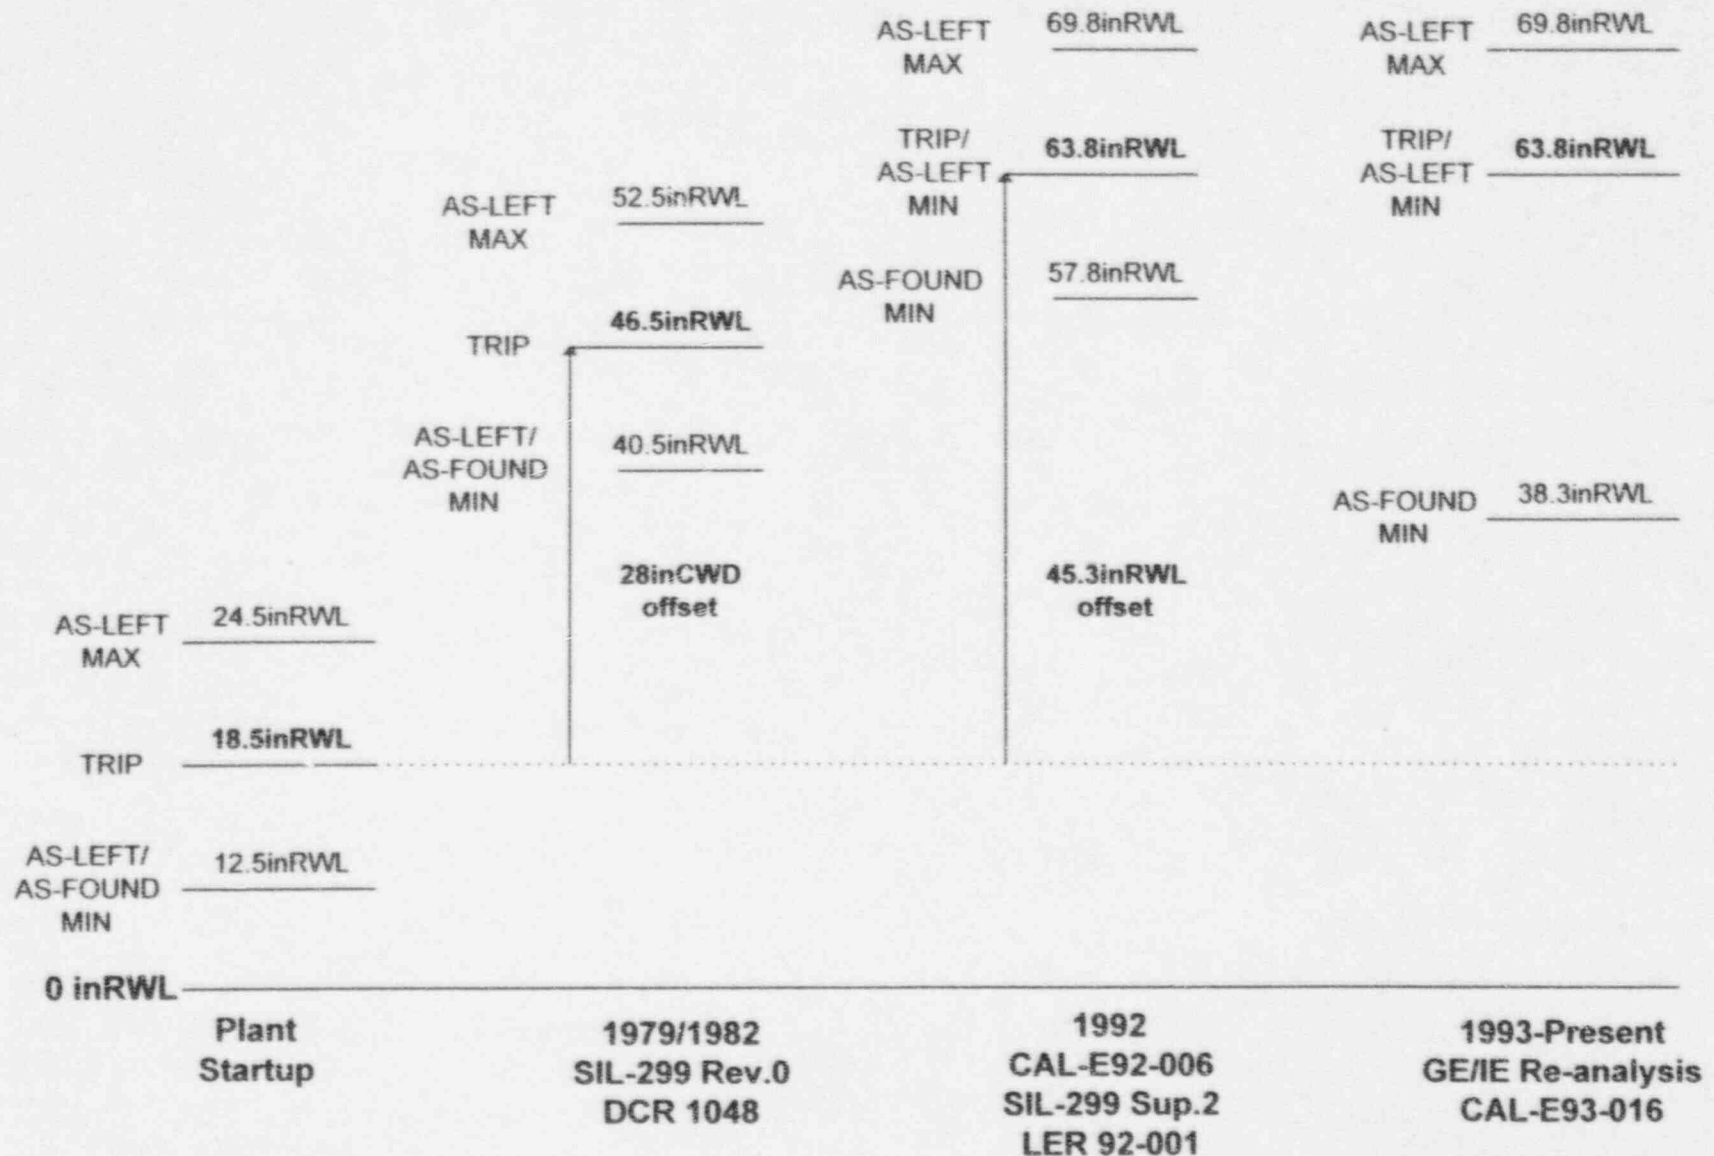 AS-LEFT
MAX
24.5inRWL
TRIP
18.5inRWL
AS-LEFT/
AS-FOUND
MIN
12.5inRWL
AS-LEFT
MAX
52.5inRWL
TRIP
46.5inRWL
AS-LEFT/
AS-FOUND
MIN
40.5inRWL
28inCWD
offset
AS-LEFT
MAX
69.8inRWL
TRIP/
AS-LEFT
MIN
63.8inRWL
AS-FOUND
MIN
57.8inRWL
45.3inRWL
offset
AS-LEFT
MAX
69.8inRWL
TRIP/
AS-LEFT
MIN
63.8inRWL
AS-FOUND
MIN
38.3inRWL
0 inRWL
Plant
Startup
1979/1982
SIL-299 Rev.0
DCR 1048
1992
CAL-E92-006
SIL-299 Sup.2
LER 92-001
1993-Present
GE/IE Re-analysis
CAL-E93-016